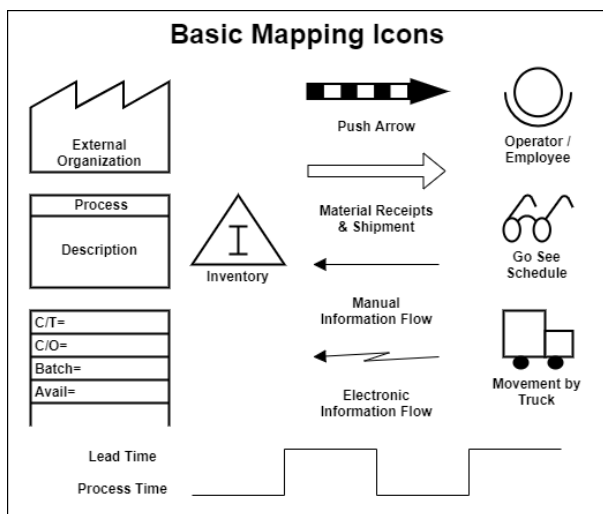 Basic Mapping Icons
External
Organization
Push Arrow
Operator /
Employee
Process
Description
I
Inventory
Material Receipts
& Shipment
Go See
Schedule
C/T=
C/O=
Batch=
Avail=
Manual
Information Flow
Electronic
Information Flow
Movement by
Truck
Lead Time
Process Time